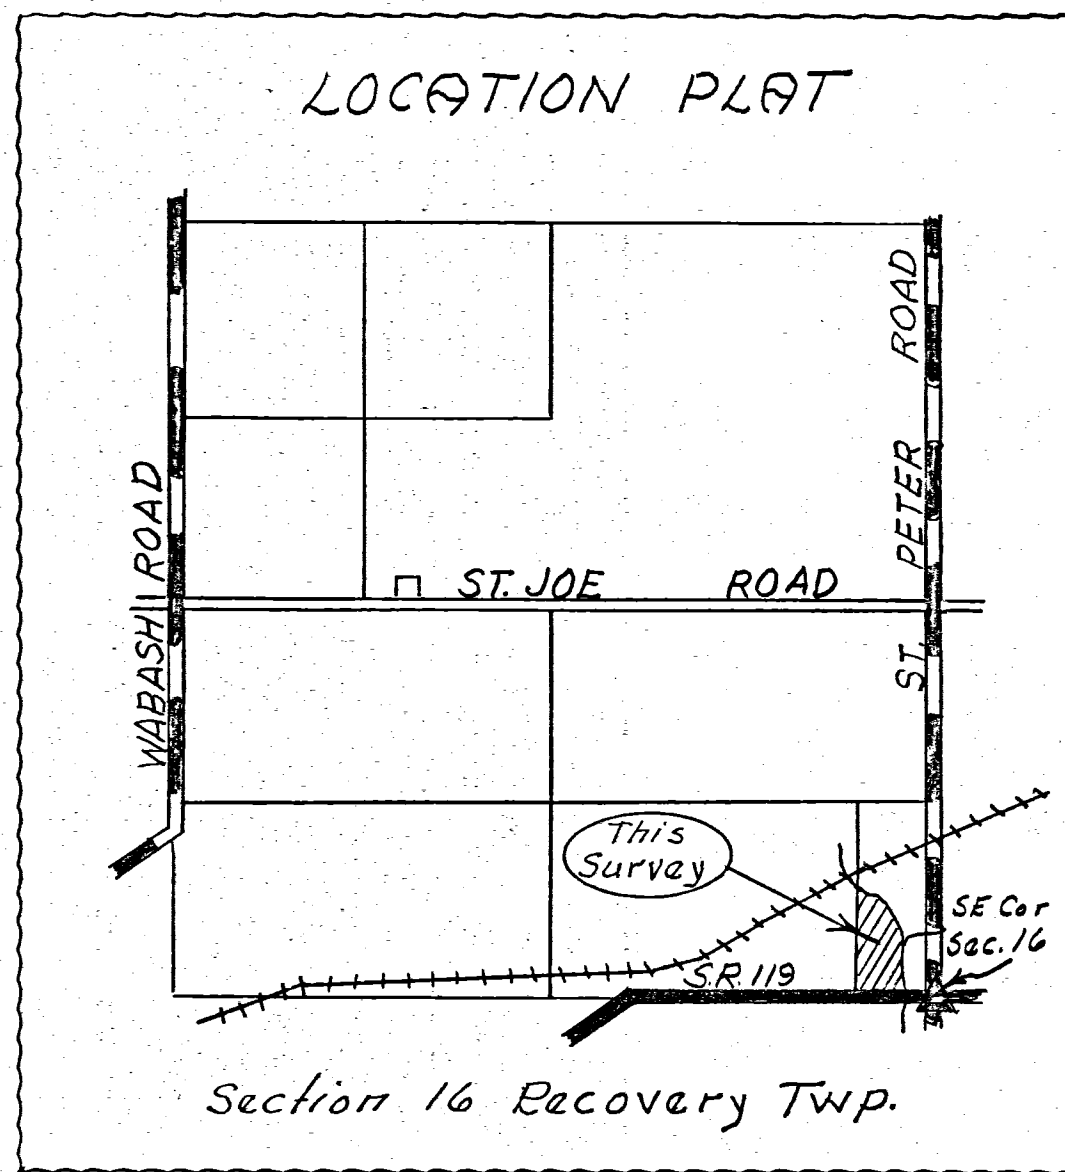 LOCATION PLAT
WABASH ROAD
ST. PETER ROAD
ST. JOE ROAD
This
Survey
SE Cor
Sec. 16
S.R. 119
Section 16 Recovery Twp.